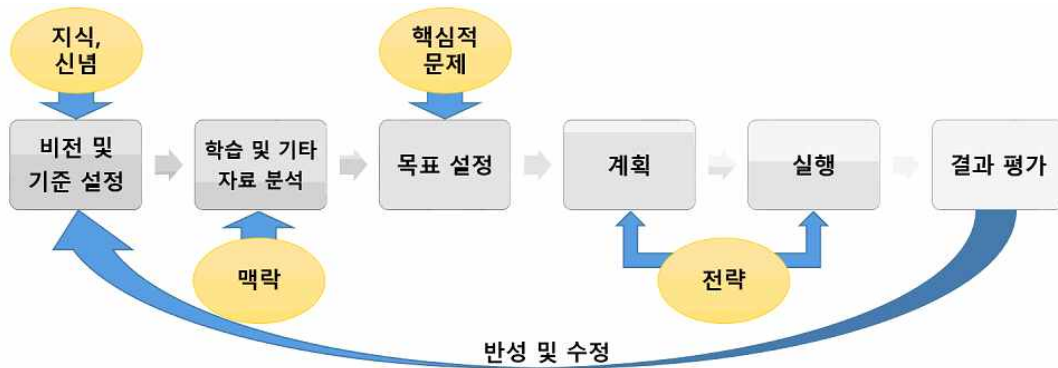 지식,
신념
핵심적
문제
비전 및
기준 설정
학습 및 기타
자료 분석
목표 설정
계획
실행
결과 평가
맥락
전략
반성 및 수정